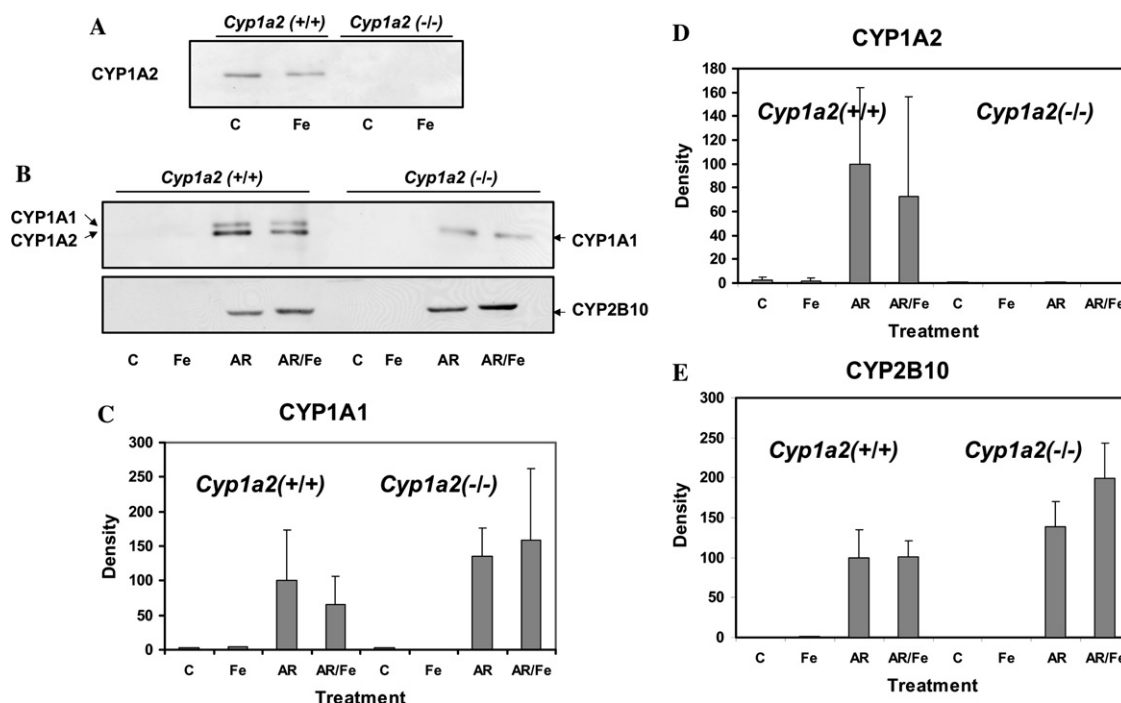 A
Cyp1a2 (+/+) Cyp1a2 (-/-)
CYP1A2
C Fe C Fe
B
Cyp1a2 (+/+) Cyp1a2 (-/-)
CYP1A1
CYP1A2
CYP1A1
CYP2B10
C Fe AR AR/Fe C Fe AR AR/Fe
C
CYP1A1
Density
300
250
200
150
100
50
0
Cyp1a2(+/+) Cyp1a2(-/-)
C Fe AR AR/Fe C Fe AR AR/Fe
Treatment
D
CYP1A2
Density
180
160
140
120
100
80
60
40
20
0
Cyp1a2(+/+) Cyp1a2(-/-)
C Fe AR AR/Fe C Fe AR AR/Fe
Treatment
E
CYP2B10
Density
300
250
200
150
100
50
0
Cyp1a2(+/+) Cyp1a2(-/-)
C Fe AR AR/Fe C Fe AR AR/Fe
Treatment